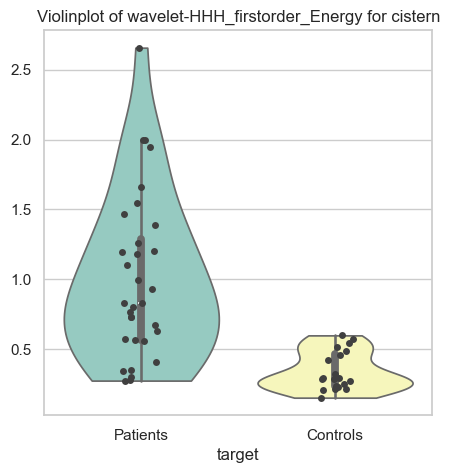 Violinplot of wavelet-HHH_firstorder_Energy for cistern
2.5
2.0
1.5
1.0
0.5
Patients Controls
target